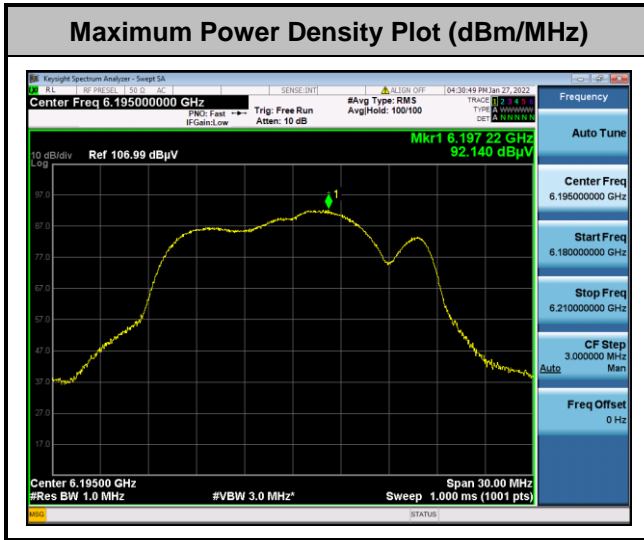 Maximum Power Density Plot (dBm/MHz)
Keysight Spectrum Analyzer - Swept SA
RL RF PRESEL 50 Ω AC SENSE:INT ALIGN OFF 04:38:49 PM Jan 27, 2022
Center Freq 6.195000000 GHz
PNO: Fast
IFGain:Low
Trig: Free Run
Atten: 10 dB
#Avg Type: RMS
Avg|Hold: 100/100
TRACE 1 2 3 4 5 6
TYPE A WWWWW
DET A NNNNN
Mkr1 6.197 22 GHz
92.140 dBµV
10 dB/div Ref 106.99 dBµV
Log
1
97.0
87.0
77.0
67.0
57.0
47.0
37.0
27.0
17.0
Center 6.19500 GHz Span 30.00 MHz
#Res BW 1.0 MHz #VBW 3.0 MHz* Sweep 1.000 ms (1001 pts)
MSG STATUS
Frequency
Auto Tune
Center Freq
6.195000000 GHz
Start Freq
6.180000000 GHz
Stop Freq
6.210000000 GHz
CF Step
3.000000 MHz
Auto Man
Freq Offset
0 Hz